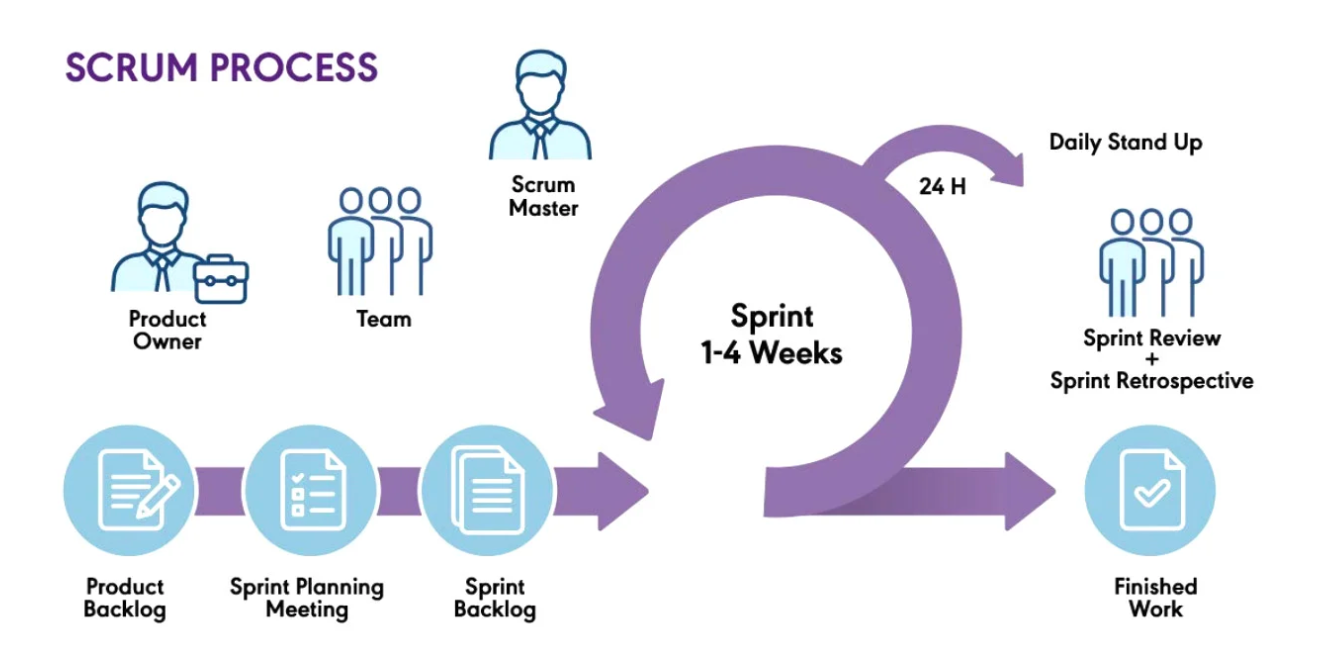 SCRUM PROCESS
Scrum
Master
Product
Owner
Team
Daily Stand Up
24 H
Sprint
1-4 Weeks
Sprint Review
+
Sprint Retrospective
Product
Backlog
Sprint Planning
Meeting
Sprint
Backlog
Finished
Work